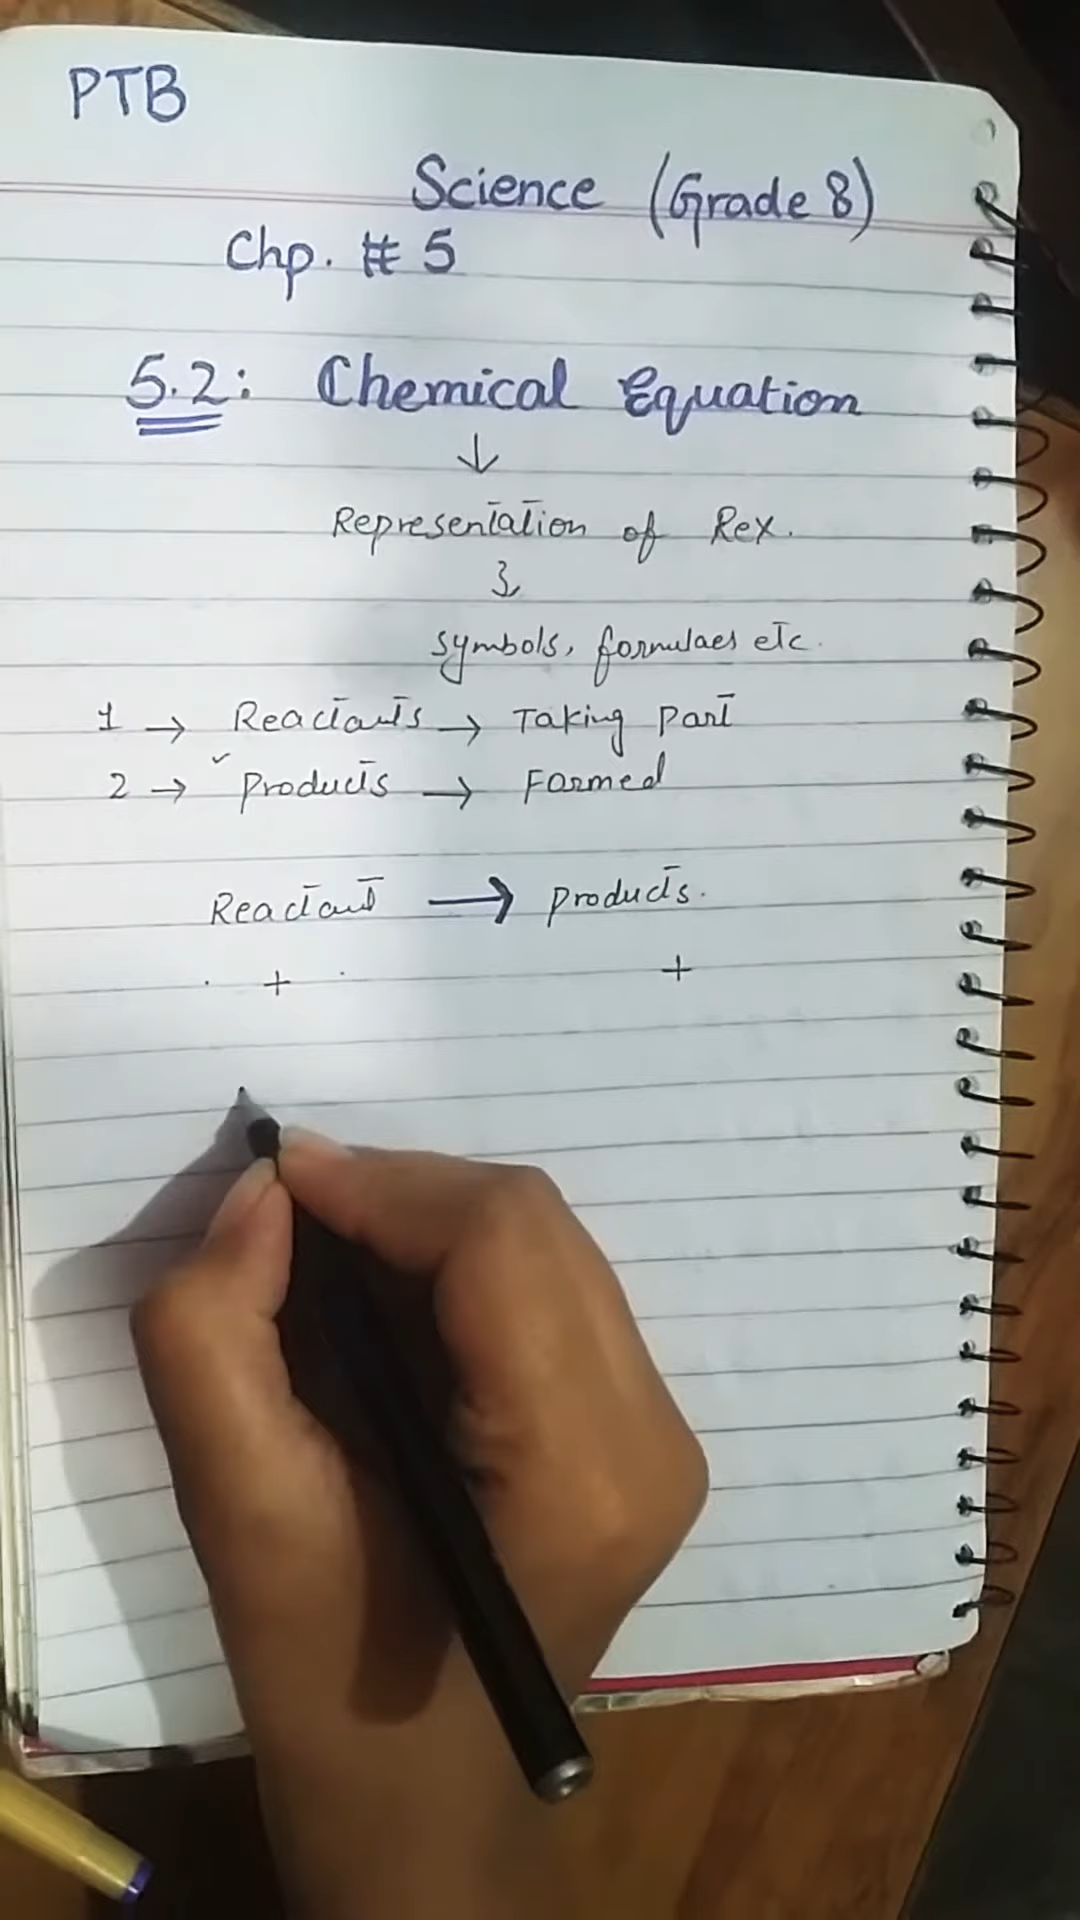 PTB
Science (Grade 8)
Chp. # 5
5.2: Chemical Equation
↓
Representation of Rex.
↓
symbols, formulaes etc.
1 → Reactants → Taking Part
2 → Products → Formed
Reactant → products.
+ +